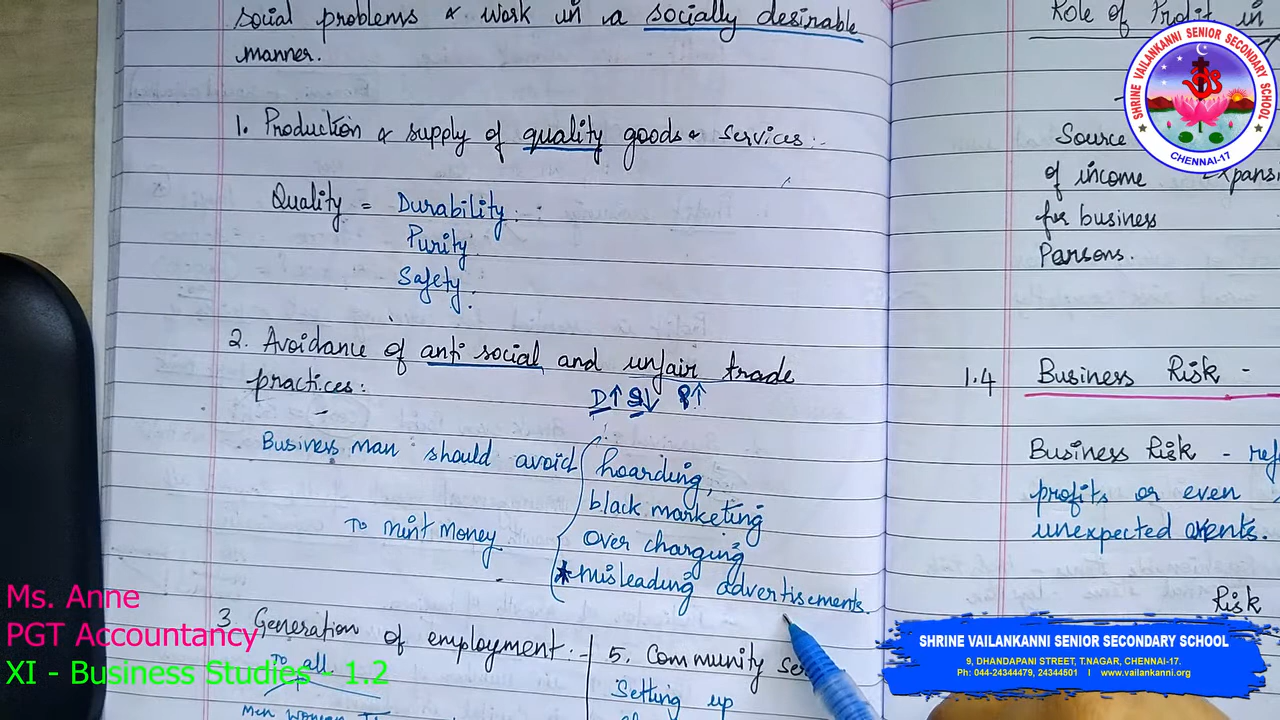 social problems & work in a socially desirable
manner.
1. Production & supply of quality goods & services:-
Quality = Durability.
Purity
Safety.
2. Avoidance of anti social and unfair trade
practices:
D↑ S↓ P↑
Business man should avoid hoarding,
black marketing
To mint money
over charging
* misleading advertisements.
3. Generation of employment.-
To all.
Men women
5. Community se
Setting up
Role of Profit in
Source
of income Expansi
for business
Persons.
1.4 Business Risk -
Business Risk - ref
profits or even
unexpected events.
Risk
SHRINE VAILANKANNI SENIOR SECONDARY SCHOOL
CHENNAI-17
Ms. Anne
PGT Accountancy
XI - Business Studies - 1.2
SHRINE VAILANKANNI SENIOR SECONDARY SCHOOL
9, DHANDAPANI STREET, T.NAGAR, CHENNAI-17.
Ph: 044-24344479, 24344501 I www.vailankanni.org